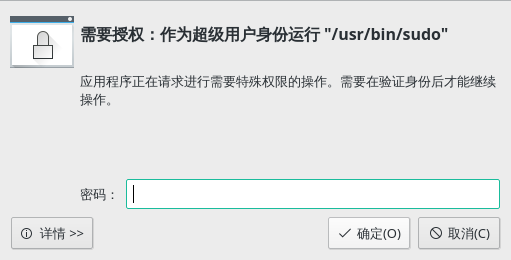 需要授权：作为超级用户身份运行 "/usr/bin/sudo"
应用程序正在请求进行需要特殊权限的操作。需要在验证身份后才能继续
操作。
密码：
详情 >>
确定(O)
取消(C)